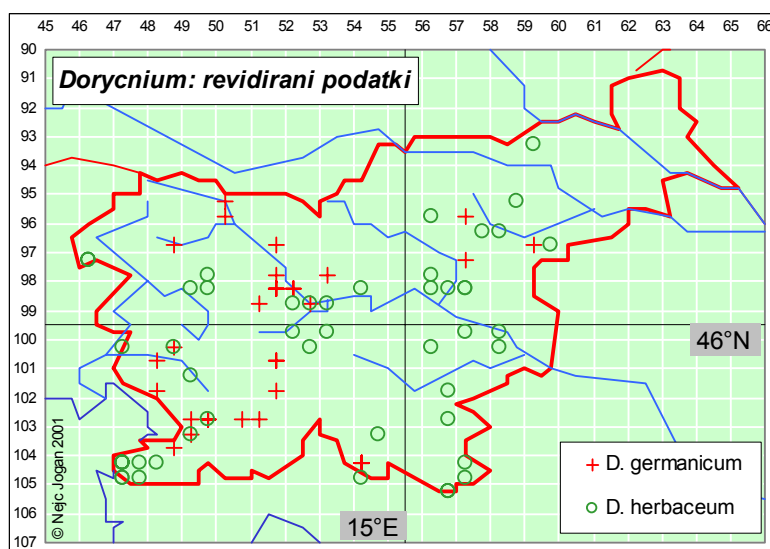 45 46 47 48 49 50 51 52 53 54 55 56 57 58 59 60 61 62 63 64 65 66
90
91
92
93
94
95
96
97
98
99
100
101
102
103
104
105
106
107
Dorycnium: revidirani podatki
46°N
15°E
D. germanicum
D. herbaceum
© Nejc Jogan 2001